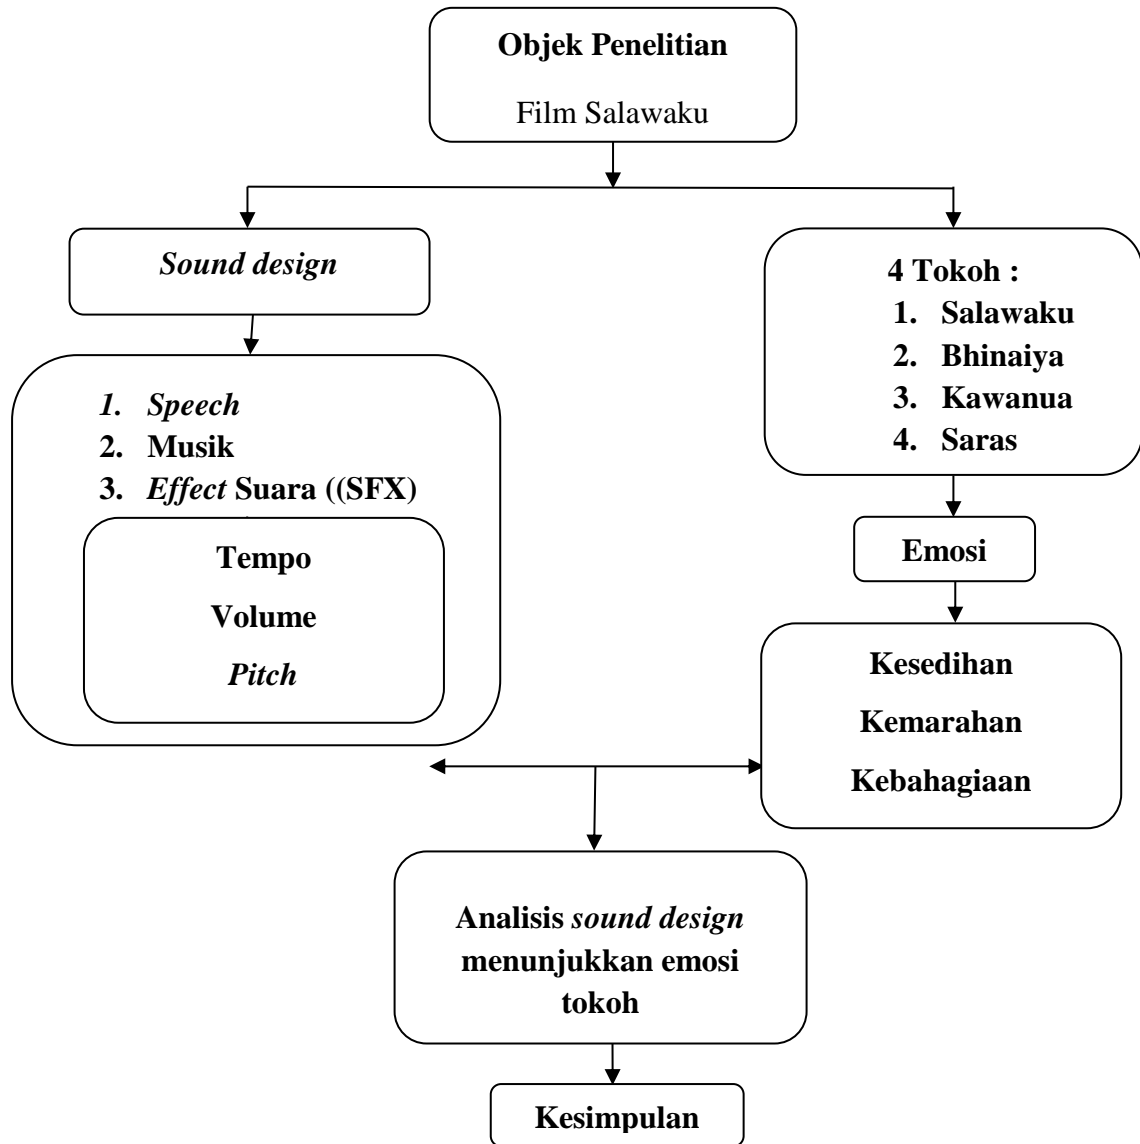 Objek Penelitian
Film Salawaku
Sound design
1. Speech
2. Musik
3. Effect Suara ((SFX)
Tempo
Volume
Pitch
4 Tokoh :
1. Salawaku
2. Bhinaiya
3. Kawanua
4. Saras
Emosi
Kesedihan
Kemarahan
Kebahagiaan
Analisis sound design
menunjukkan emosi
tokoh
Kesimpulan